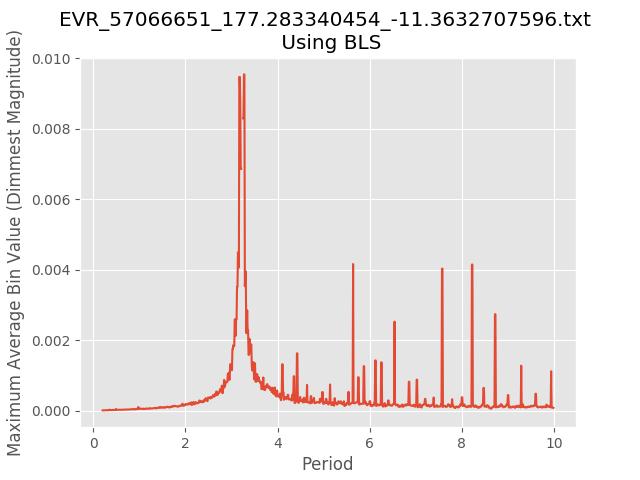 EVR_57066651_177.283340454_-11.3632707596.txt
Using BLS
Maximum Average Bin Value (Dimmest Magnitude)
0.010
0.008
0.006
0.004
0.002
0.000
0 2 4 6 8 10
Period